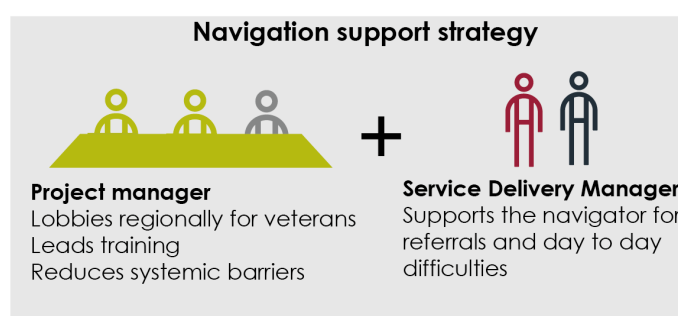 Navigation support strategy
+
Project manager
Lobbies regionally for veterans
Leads training
Reduces systemic barriers
Service Delivery Manager
Supports the navigator for
referrals and day to day
difficulties